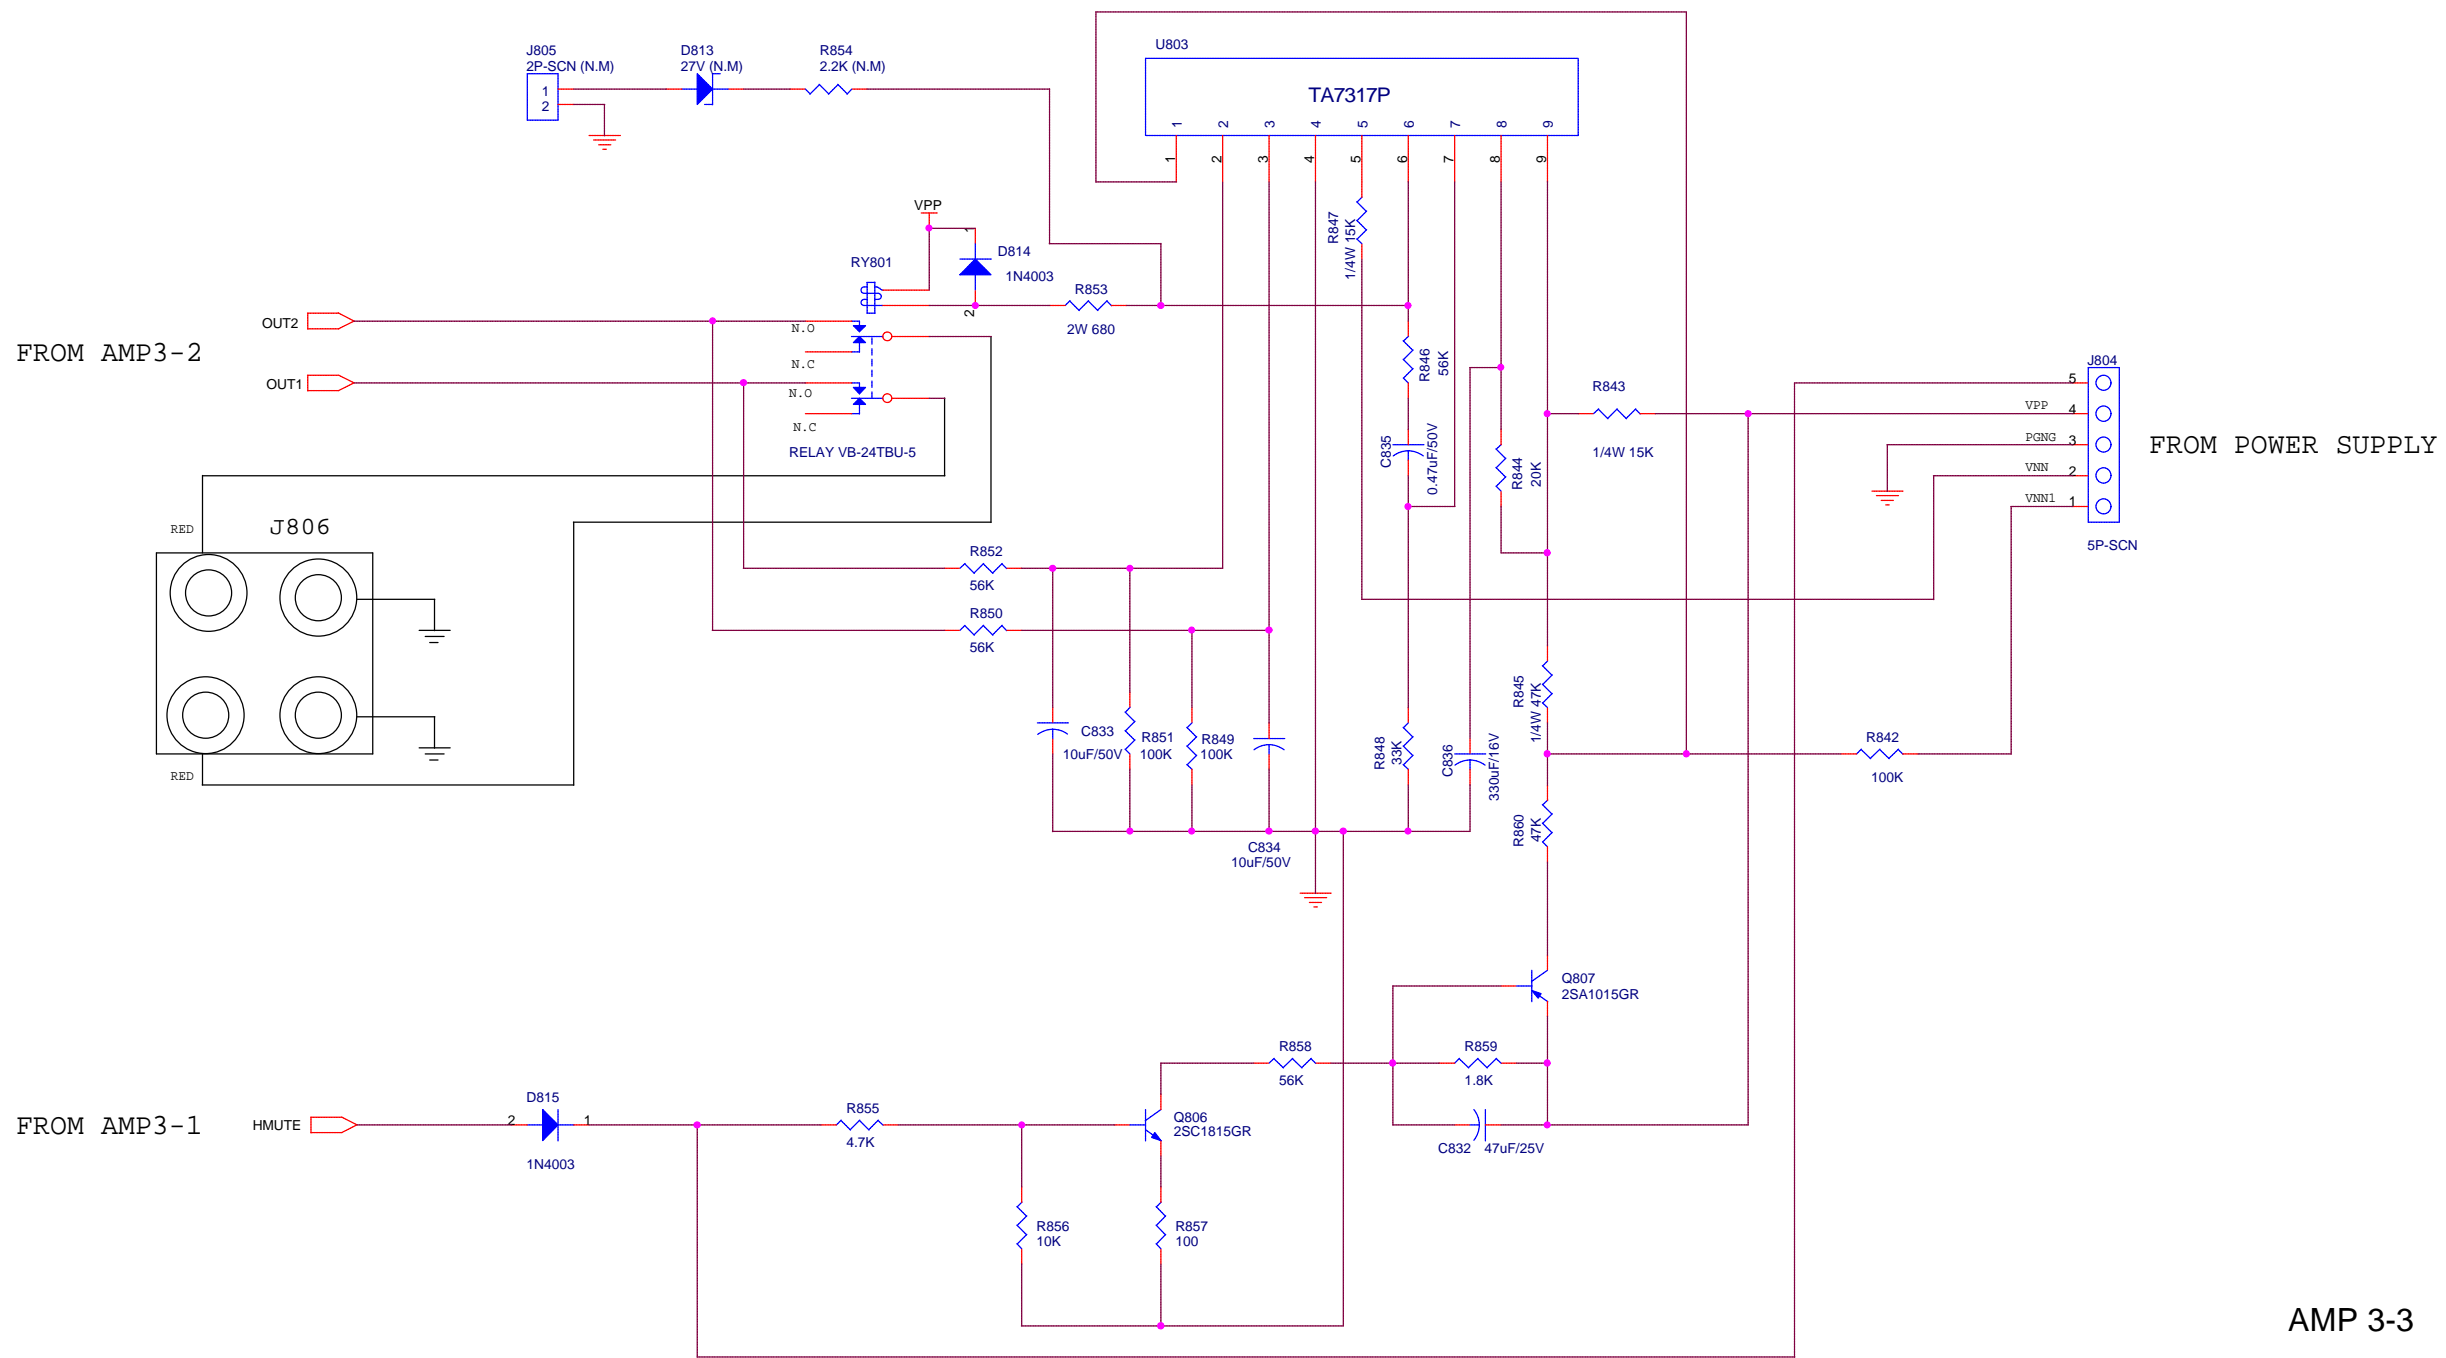 J805
2P-SCN (N.M)
1
2
D813
27V (N.M)
R854
2.2K (N.M)
U803
TA7317P
1 2 3 4 5 6 7 8 9
1 2 3 4 5 6 7 8 9
VPP
1
D814
1N4003
RY801
2
R853
2W 680
R847
1/4W 15K
FROM AMP3-2
OUT2
OUT1
N.O
N.C
N.O
N.C
RELAY VB-24TBU-5
R846
56K
C835
0.47uF/50V
R844
20K
R843
1/4W 15K
J804
5
VPP 4
PGNG 3
VNN 2
VNN1 1
5P-SCN
FROM POWER SUPPLY
RED
J806
RED
R852
56K
R850
56K
C833
10uF/50V
R851
100K
R849
100K
C834
10uF/50V
R848
33K
C836
330uF/16V
R845
1/4W 47K
R842
100K
R860
47K
Q807
2SA1015GR
R858
56K
R859
1.8K
C832 47uF/25V
FROM AMP3-1
HMUTE
2
D815
1
1N4003
R855
4.7K
Q806
2SC1815GR
R856
10K
R857
100
AMP 3-3